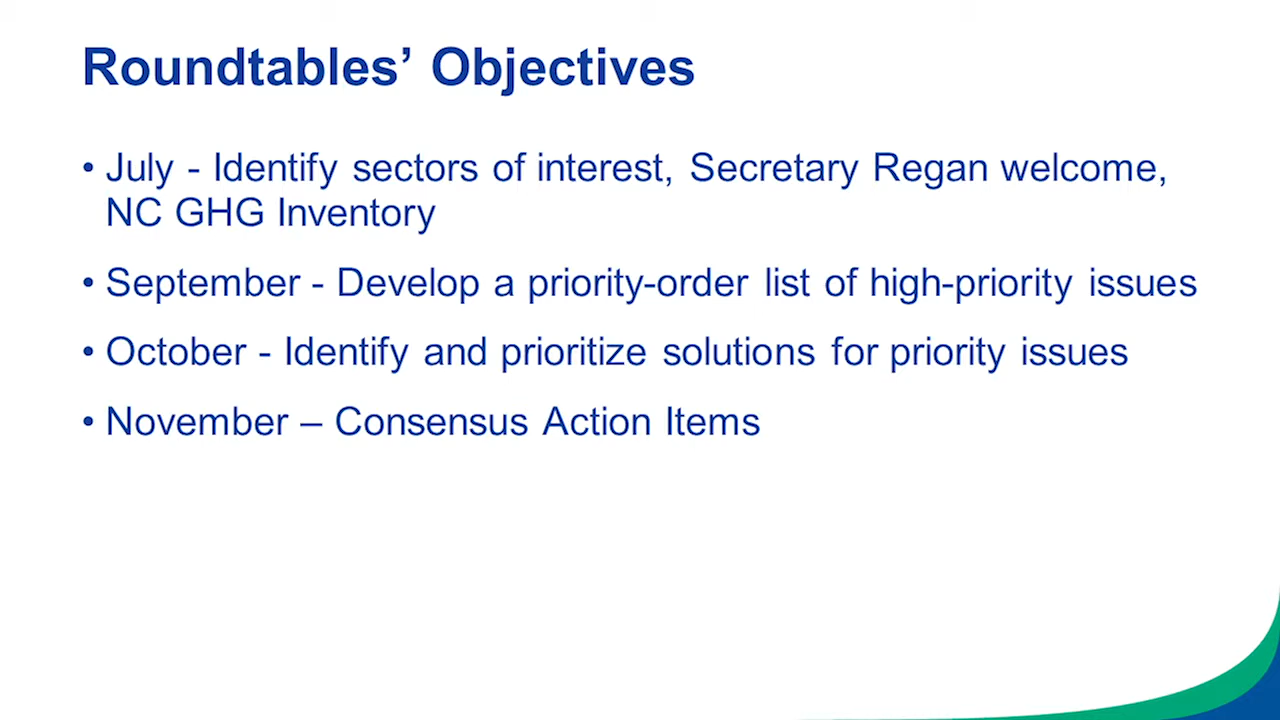 Roundtables’ Objectives
• July - Identify sectors of interest, Secretary Regan welcome,
NC GHG Inventory
• September - Develop a priority-order list of high-priority issues
• October - Identify and prioritize solutions for priority issues
• November – Consensus Action Items